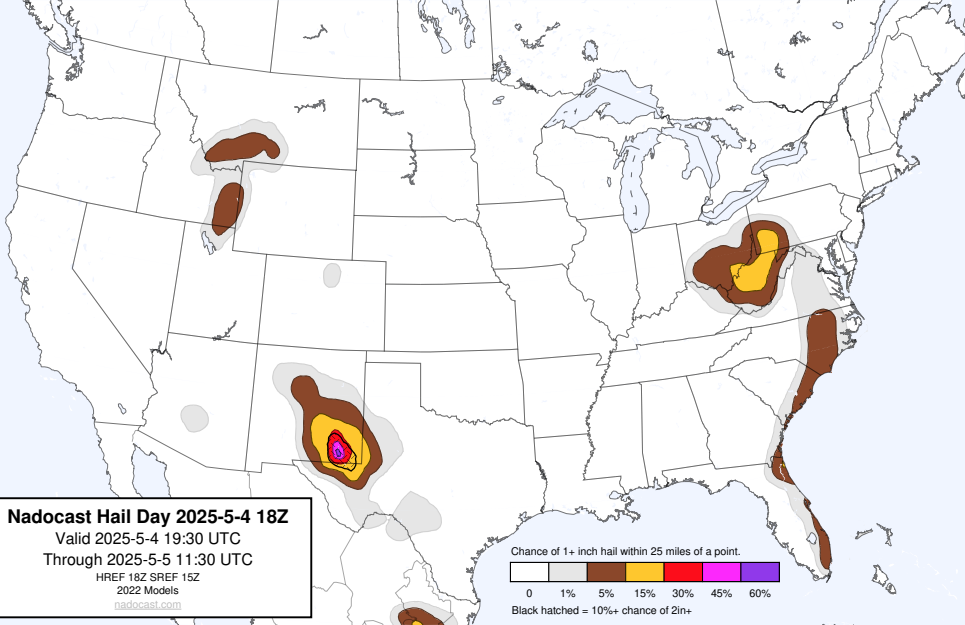 Nadocast Hail Day 2025-5-4 18Z
Valid 2025-5-4 19:30 UTC
Through 2025-5-5 11:30 UTC
HREF 18Z SREF 15Z
2022 Models
nadocast.com
Chance of 1+ inch hail within 25 miles of a point.
0 1% 5% 15% 30% 45% 60%
Black hatched = 10%+ chance of 2in+